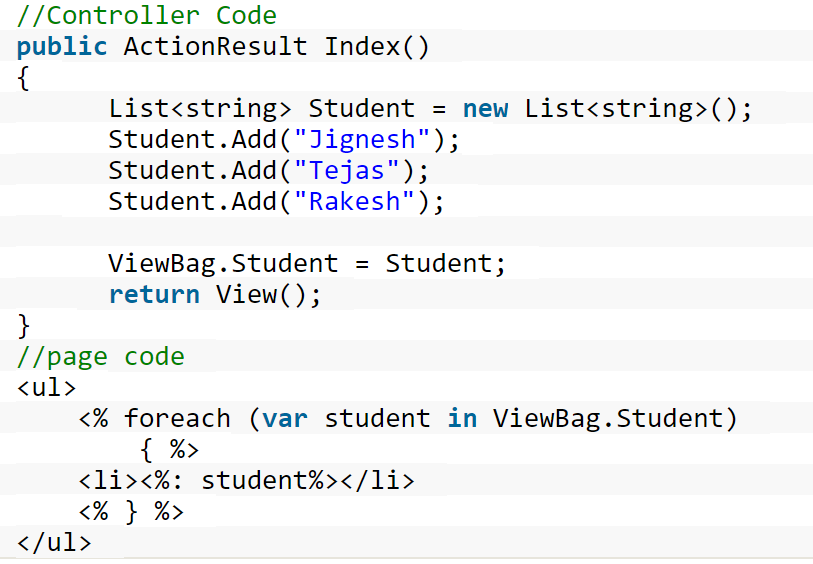 //Controller Code
public ActionResult Index()
{
      List<string> Student = new List<string>();
      Student.Add("Jignesh");
      Student.Add("Tejas");
      Student.Add("Rakesh");

      ViewBag.Student = Student;
      return View();
}
//page code
<ul>
    <% foreach (var student in ViewBag.Student)
        { %>
    <li><%: student%></li>
    <% } %>
</ul>